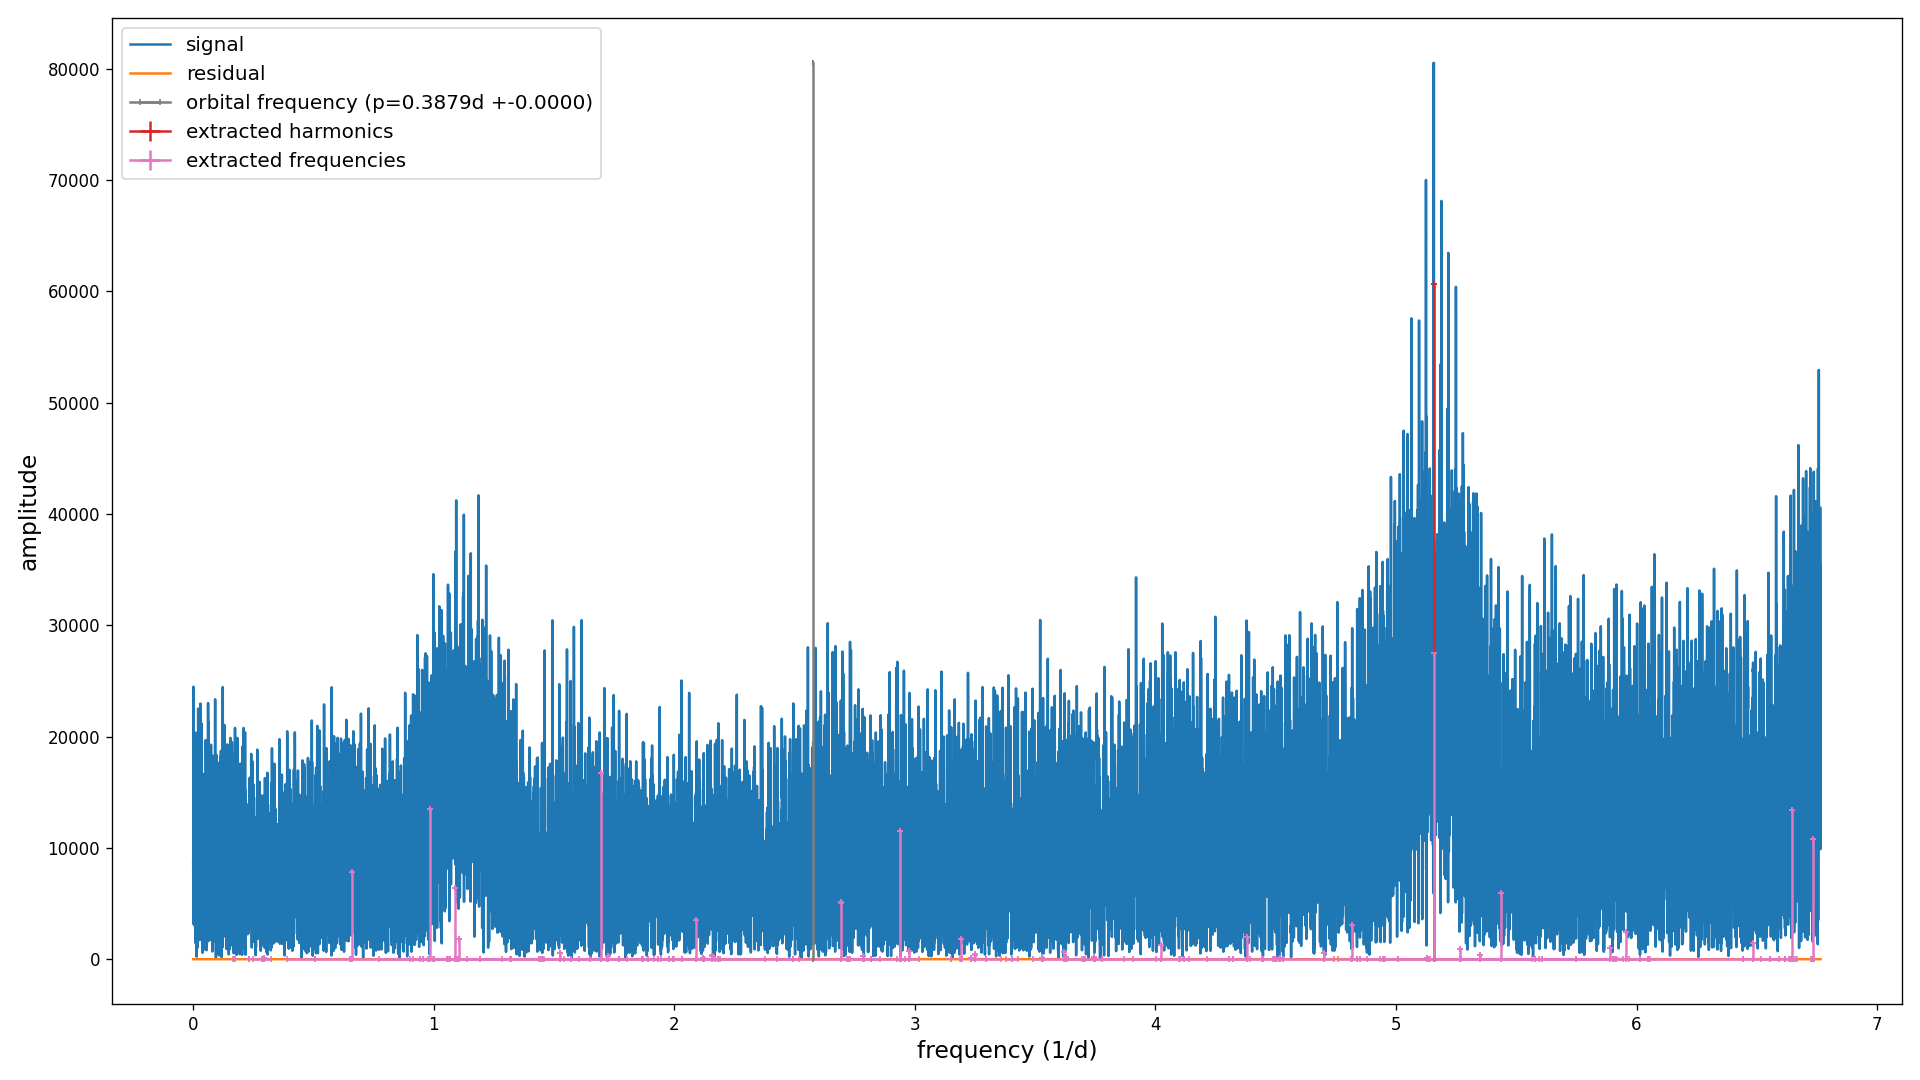 signal
residual
orbital frequency (p=0.3879d +-0.0000)
extracted harmonics
extracted frequencies
80000
70000
60000
50000
40000
30000
20000
10000
0
amplitude
0 1 2 3 4 5 6 7
frequency (1/d)